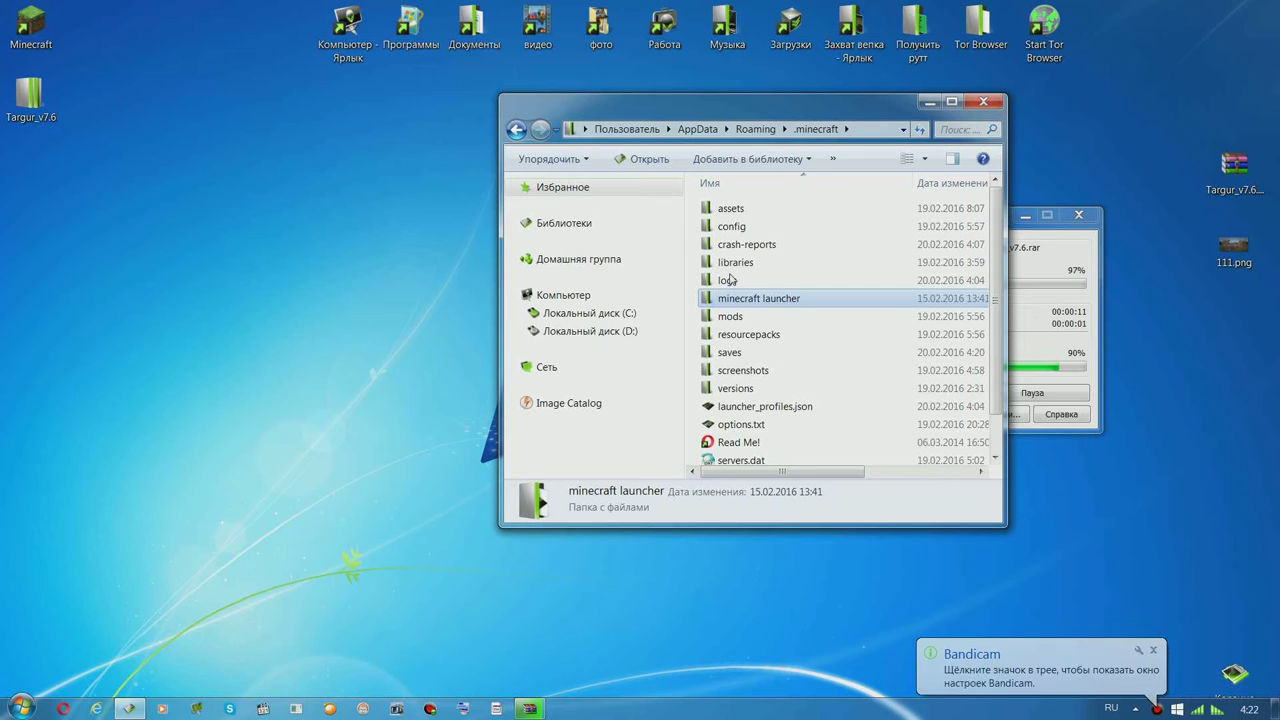 Minecraft
Компьютер -
Ярлык
Программы
Документы
видео
фото
Работа
Музыка
Загрузки
Захват вепка
- Ярлык
Получить
рутт
Tor Browser
Start Tor
Browser
Targur_v7.6
Targur_v7.6....
111.png
Пользователь
AppData
Roaming
.minecraft
Поиск:
Упорядочить
Открыть
Добавить в библиотеку
»
Избранное
Библиотеки
Домашняя группа
Компьютер
Локальный диск (C:)
Локальный диск (D:)
Сеть
Image Catalog
Имя
Дата изменени
assets 19.02.2016 8:07
config 19.02.2016 5:57
crash-reports 20.02.2016 4:07
libraries 19.02.2016 3:59
20.02.2016 4:04
minecraft launcher 15.02.2016 13:41
mods 19.02.2016 5:56
resourcepacks 19.02.2016 5:56
saves 20.02.2016 4:20
screenshots 19.02.2016 4:58
versions 19.02.2016 2:31
launcher_profiles.json 20.02.2016 4:04
options.txt 19.02.2016 20:28
Read Me! 06.03.2014 16:50
servers.dat 19.02.2016 5:02
minecraft launcher Дата изменения: 15.02.2016 13:41
Папка с файлами
_v7.6.rar
97%
00:00:11
00:00:01
90%
Пауза
Справка
Bandicam
Щёлкните значок в трее, чтобы показать окно
настроек Bandicam.
RU
4:22